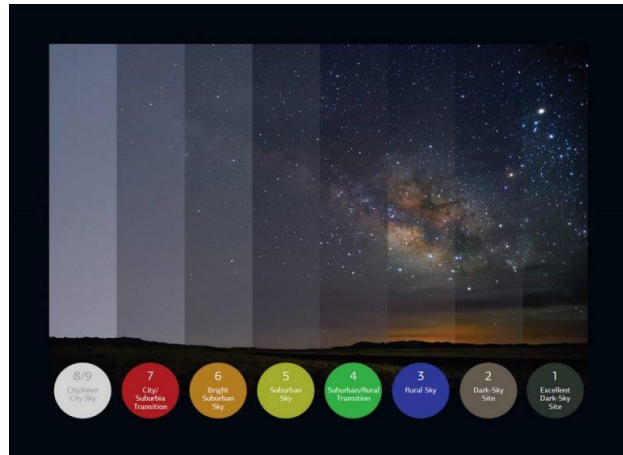 8/9
City/Inner
City Sky
7
City/
Suburbia
Transition
6
Bright
Suburban
Sky
5
Suburban
Sky
4
Suburban/Rural
Transition
3
Rural Sky
2
Dark-Sky
Site
1
Excellent
Dark-Sky
Site